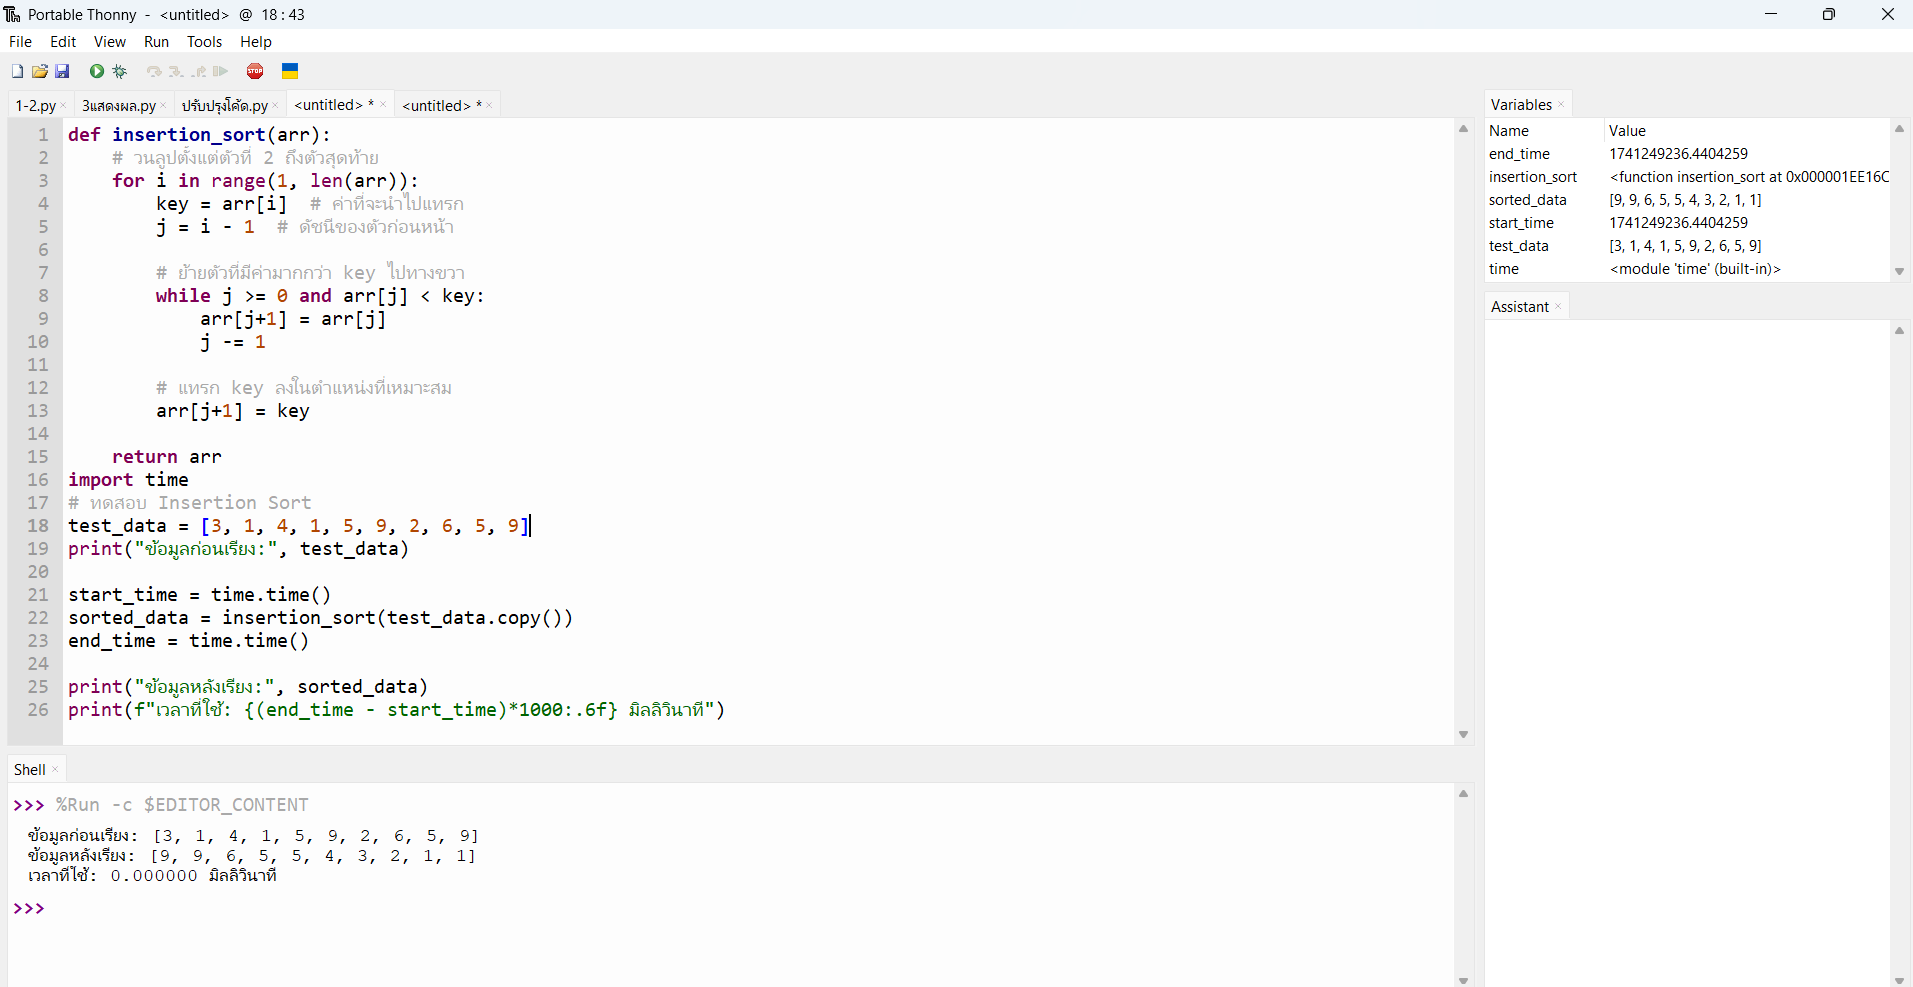 Portable Thonny - <untitled> @ 18 : 43
File Edit View Run Tools Help
STOP
1-2.py × 3แสดงผล.py × ปรับปรุงโค้ด.py × <untitled> * × <untitled> * ×
1 def insertion_sort(arr):
2 # วนลูปตั้งแต่ตัวที่ 2 ถึงตัวสุดท้าย
3 for i in range(1, len(arr)):
4 key = arr[i] # ค่าที่จะนำไปแทรก
5 j = i - 1 # ดัชนีของตัวก่อนหน้า
6
7 # ย้ายตัวที่มีค่ามากกว่า key ไปทางขวา
8 while j >= 0 and arr[j] < key:
9 arr[j+1] = arr[j]
10 j -= 1
11
12 # แทรก key ลงในตำแหน่งที่เหมาะสม
13 arr[j+1] = key
14
15 return arr
16 import time
17 # ทดสอบ Insertion Sort
18 test_data = [3, 1, 4, 1, 5, 9, 2, 6, 5, 9]
19 print("ข้อมูลก่อนเรียง:", test_data)
20
21 start_time = time.time()
22 sorted_data = insertion_sort(test_data.copy())
23 end_time = time.time()
24
25 print("ข้อมูลหลังเรียง:", sorted_data)
26 print(f"เวลาที่ใช้: {(end_time - start_time)*1000:.6f} มิลลิวินาที")
Shell ×
>>> %Run -c $EDITOR_CONTENT
ข้อมูลก่อนเรียง: [3, 1, 4, 1, 5, 9, 2, 6, 5, 9]
ข้อมูลหลังเรียง: [9, 9, 6, 5, 5, 4, 3, 2, 1, 1]
เวลาที่ใช้: 0.000000 มิลลิวินาที
>>>
Variables ×
Name Value
end_time 1741249236.4404259
insertion_sort <function insertion_sort at 0x000001EE16C
sorted_data [9, 9, 6, 5, 5, 4, 3, 2, 1, 1]
start_time 1741249236.4404259
test_data [3, 1, 4, 1, 5, 9, 2, 6, 5, 9]
time <module 'time' (built-in)>
Assistant ×